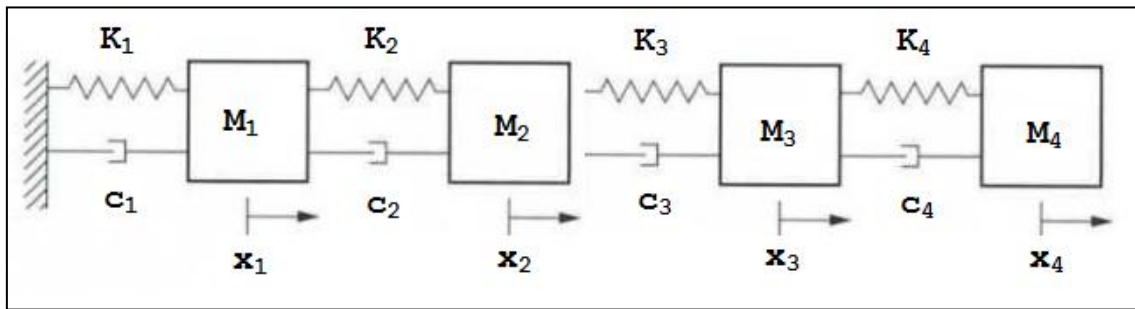 K₁ K₂ K₃ K₄
M₁ M₂ M₃ M₄
c₁ c₂ c₃ c₄
x₁ x₂ x₃ x₄